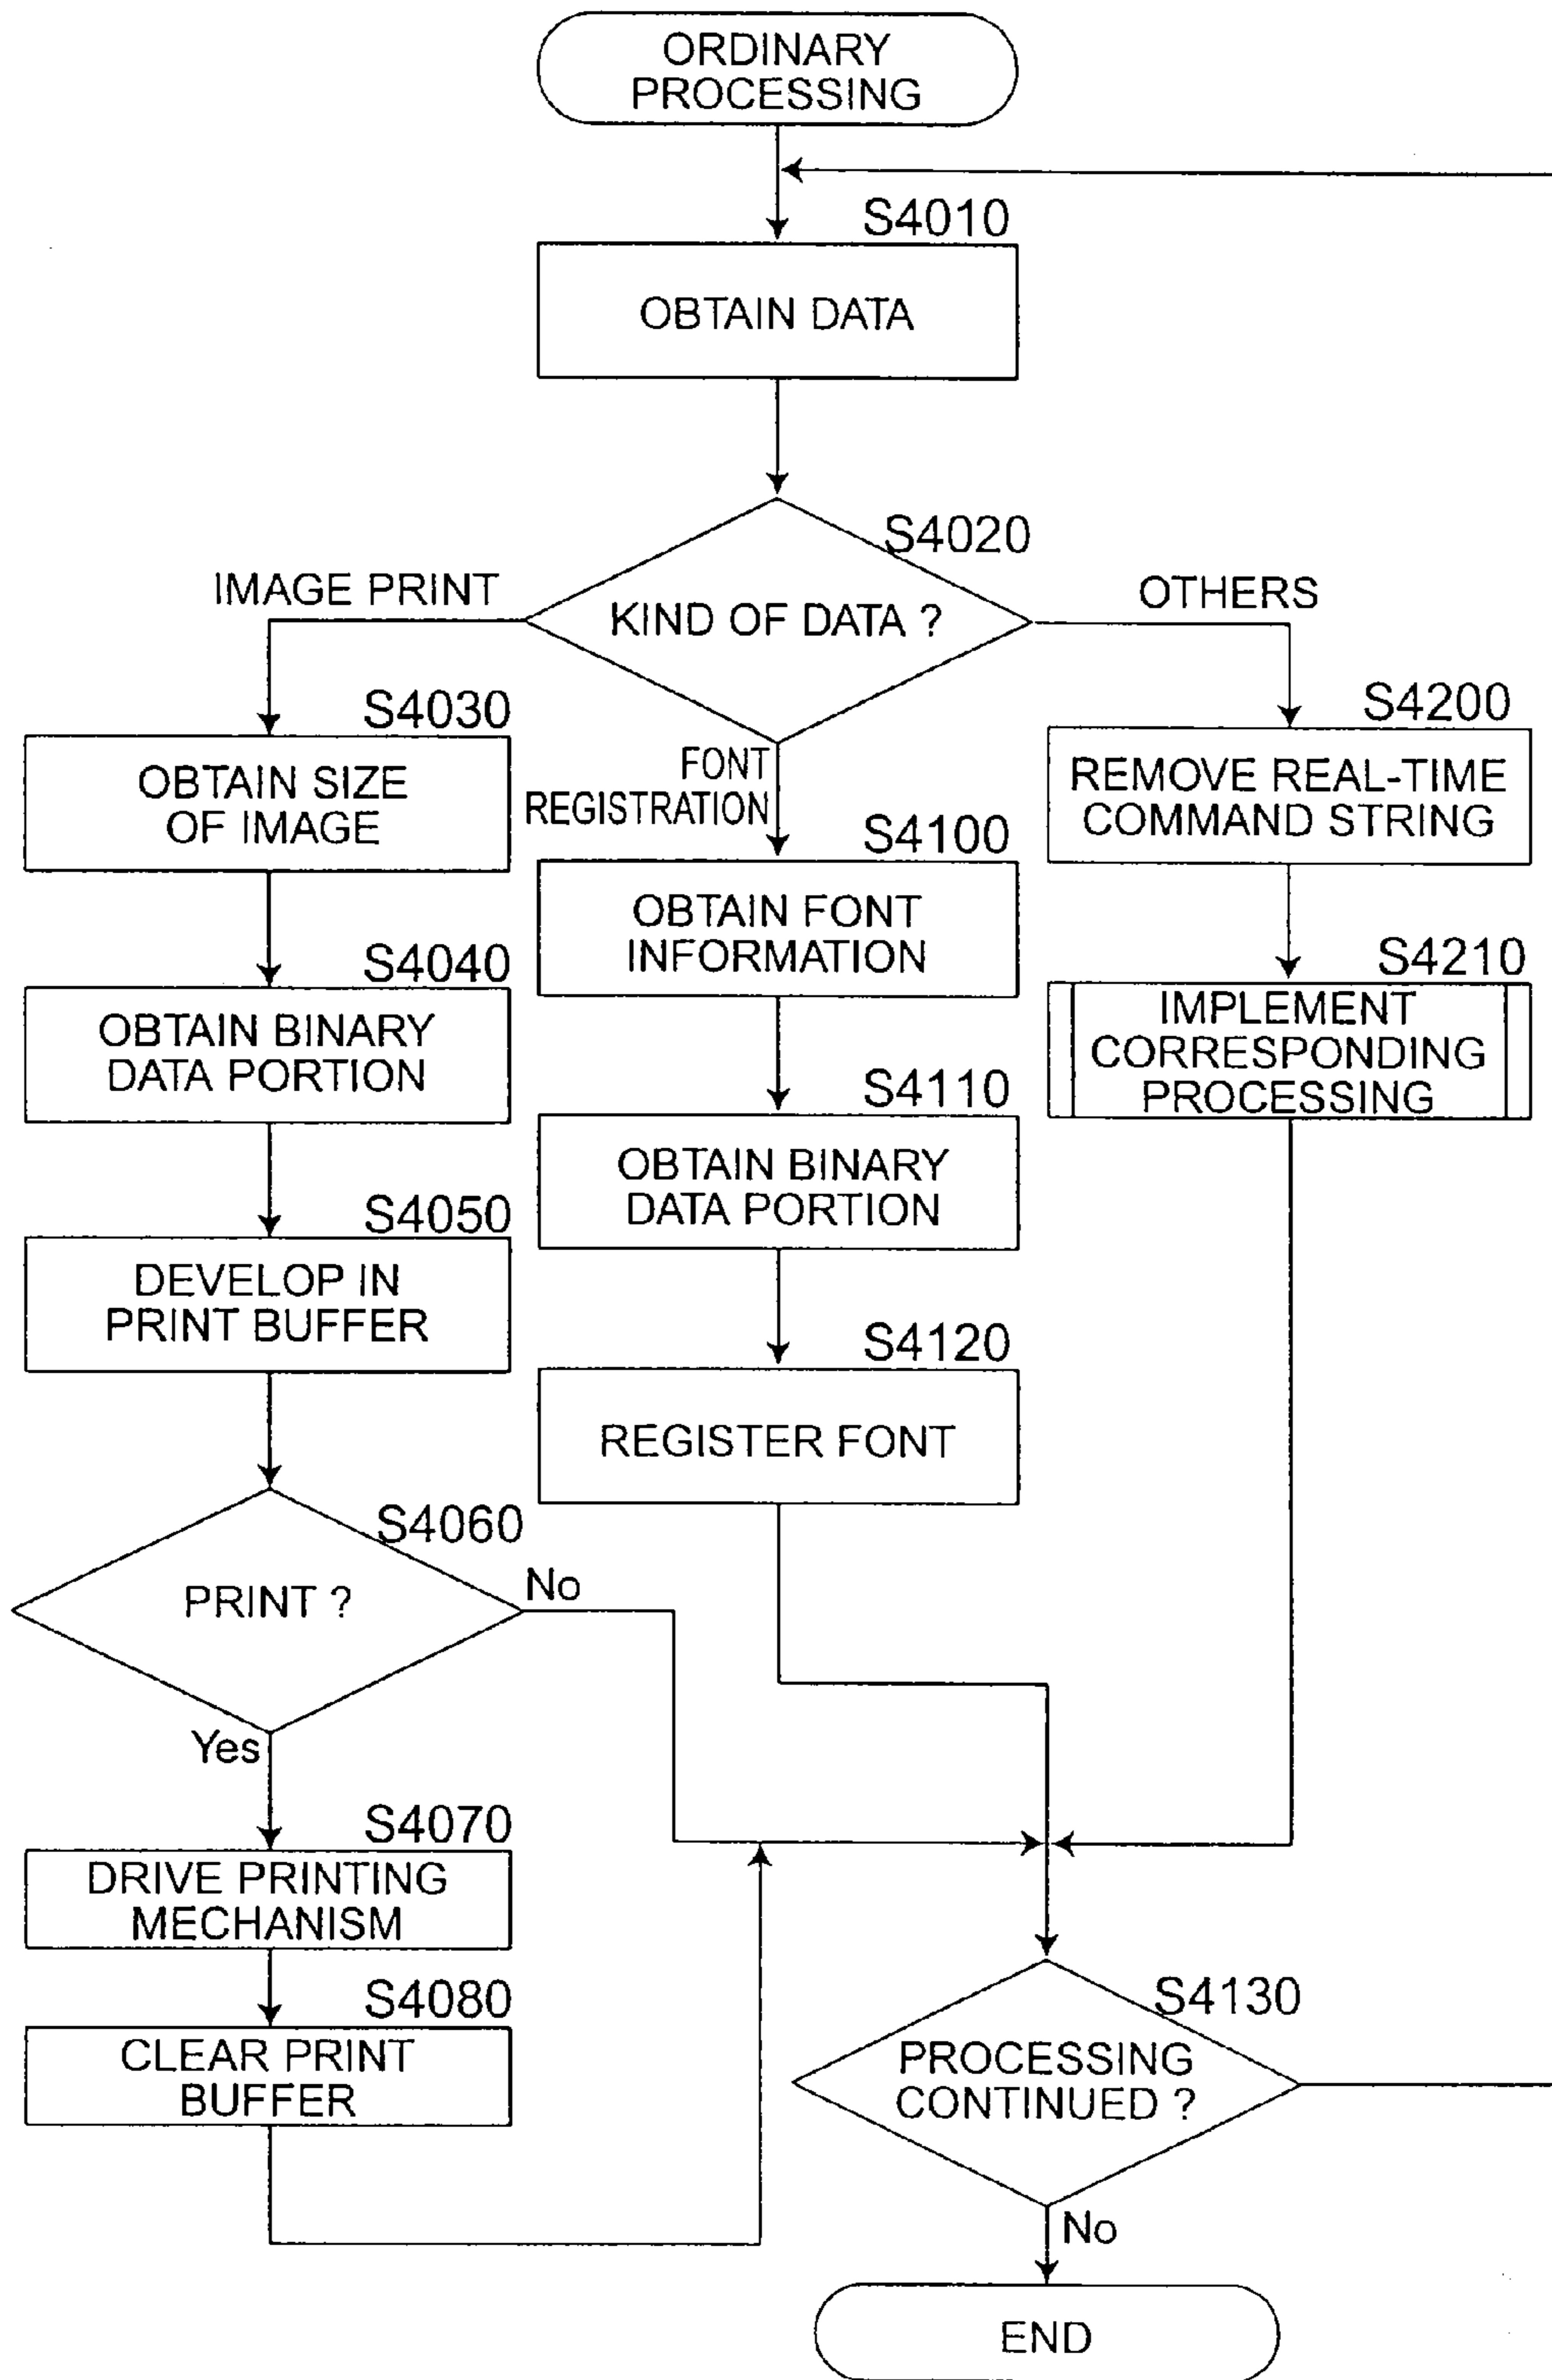 ORDINARY
PROCESSING
S4010
OBTAIN DATA
S4020
KIND OF DATA ?
IMAGE PRINT
OTHERS
FONT
REGISTRATION
S4030
OBTAIN SIZE
OF IMAGE
S4040
OBTAIN BINARY
DATA PORTION
S4050
DEVELOP IN
PRINT BUFFER
S4060
PRINT ?
No
Yes
S4070
DRIVE PRINTING
MECHANISM
S4080
CLEAR PRINT
BUFFER
S4100
OBTAIN FONT
INFORMATION
S4110
OBTAIN BINARY
DATA PORTION
S4120
REGISTER FONT
S4200
REMOVE REAL-TIME
COMMAND STRING
S4210
IMPLEMENT
CORRESPONDING
PROCESSING
S4130
PROCESSING
CONTINUED ?
No
END